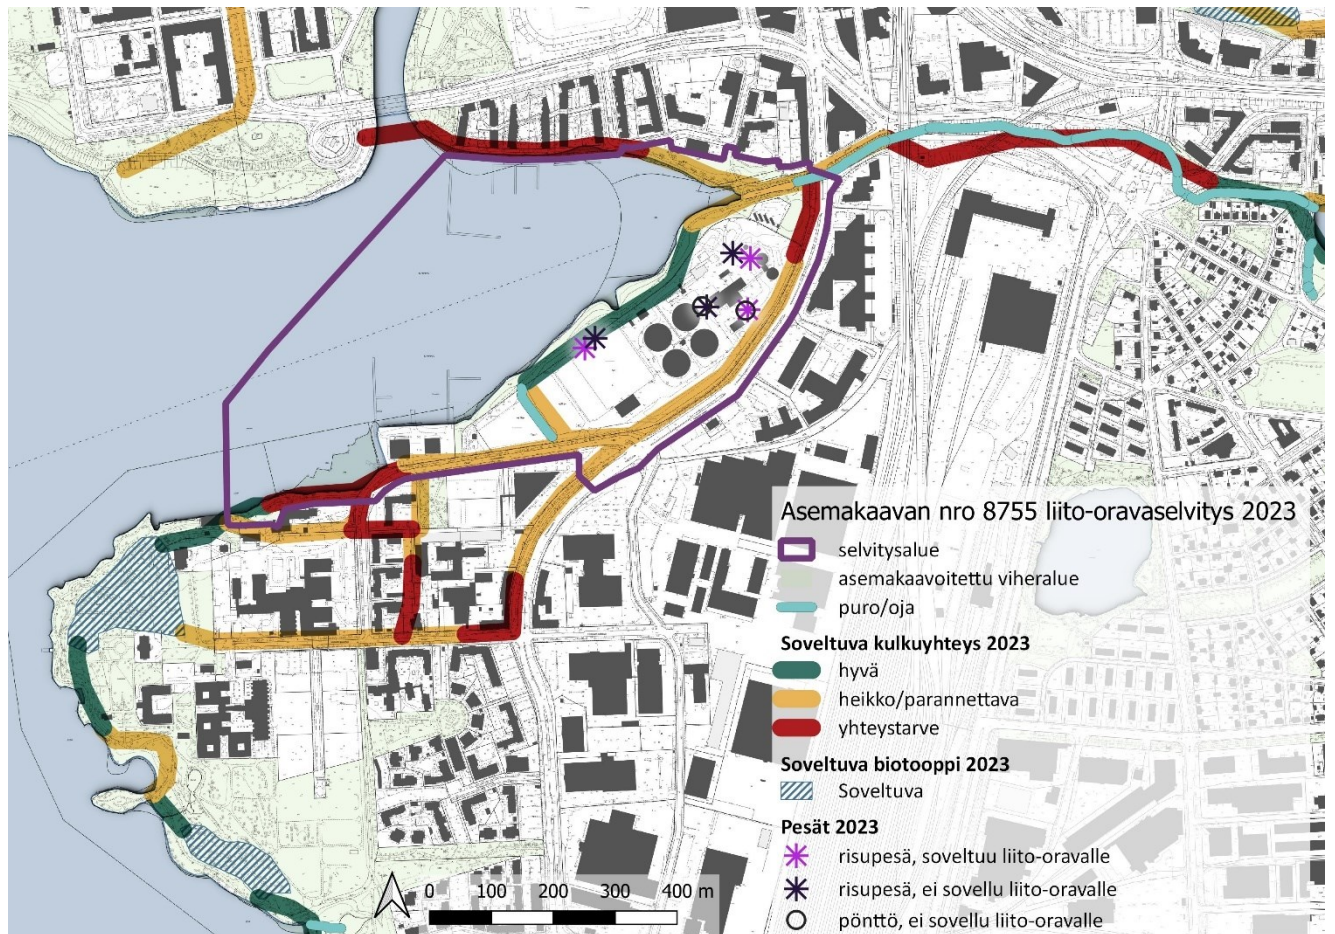 Asemakaavan nro 8755 liito-oravaselvitys 2023
selvitysalue
asemakaavoitettu viheralue
puro/oja
Soveltuva kulkuyhteys 2023
hyvä
heikko/parannettava
yhteystarve
Soveltuva biotooppi 2023
Soveltuva
Pesät 2023
risupesä, soveltuu liito-oravalle
risupesä, ei sovellu liito-oravalle
pönttö, ei sovellu liito-oravalle
0 100 200 300 400 m